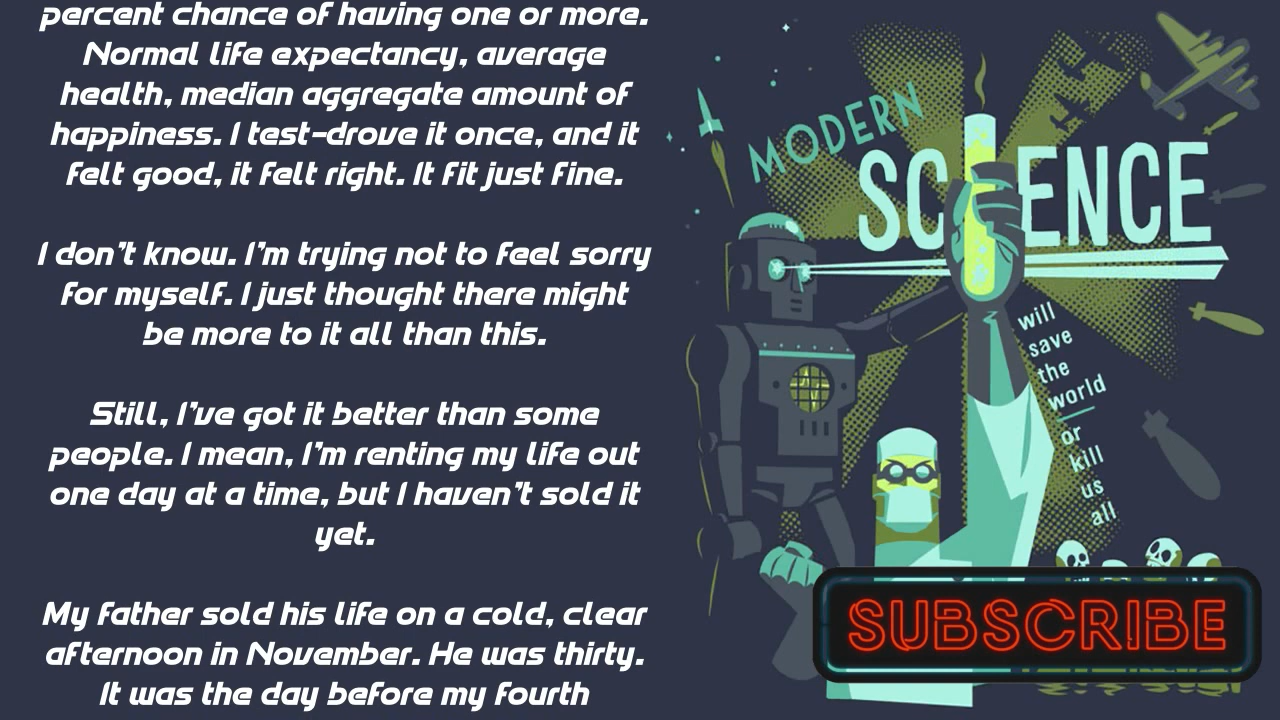 percent chance of having one or more.
Normal life expectancy, average
health, median aggregate amount of
happiness. I test-drove it once, and it
felt good, it felt right. It fit just fine.
I don't know. I'm trying not to feel sorry
for myself. I just thought there might
be more to it all than this.
Still, I've got it better than some
people. I mean, I'm renting my life out
one day at a time, but I haven't sold it
yet.
My father sold his life on a cold, clear
afternoon in November. He was thirty.
It was the day before my fourth
MODERN
SCIENCE
will
save
the
world
or
kill
us
all
SUBSCRIBE